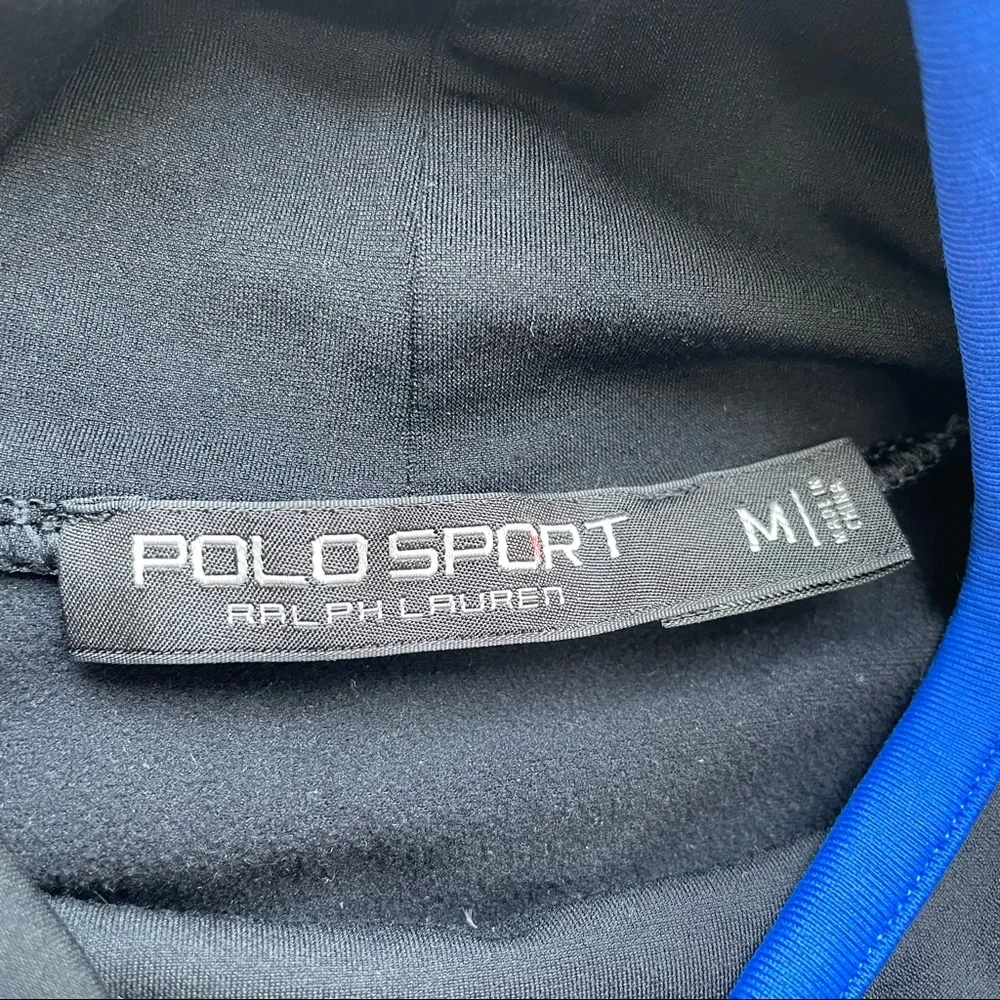 POLO SPORT
RALPH LAUREN
M
MADE IN
CHINA